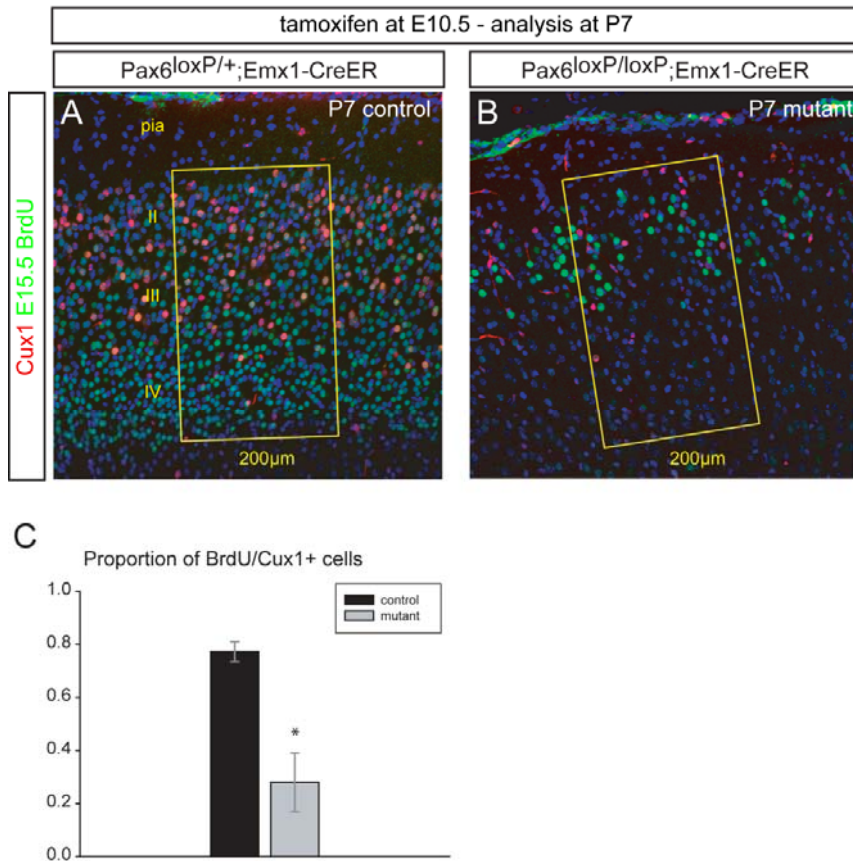 tamoxifen at E10.5 - analysis at P7
Pax6loxP/+;Emx1-CreER
Pax6loxP/loxP;Emx1-CreER
Cux1 E15.5 BrdU
A
P7 control
pia
II
III
IV
200µm
B
P7 mutant
200µm
C
Proportion of BrdU/Cux1+ cells
1.0
0.8
0.6
0.4
0.2
0.0
control
mutant
*